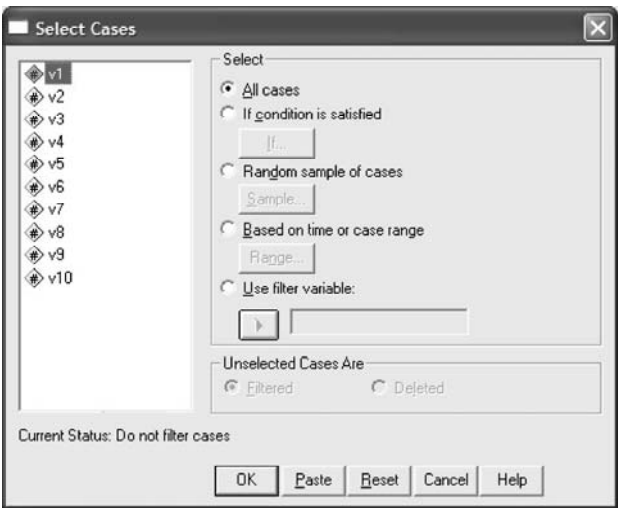 Select Cases
v1
v2
v3
v4
v5
v6
v7
v8
v9
v10
Select
All cases
If condition is satisfied
If...
Random sample of cases
Sample...
Based on time or case range
Range...
Use filter variable:
Unselected Cases Are
Filtered Deleted
Current Status: Do not filter cases
OK Paste Reset Cancel Help